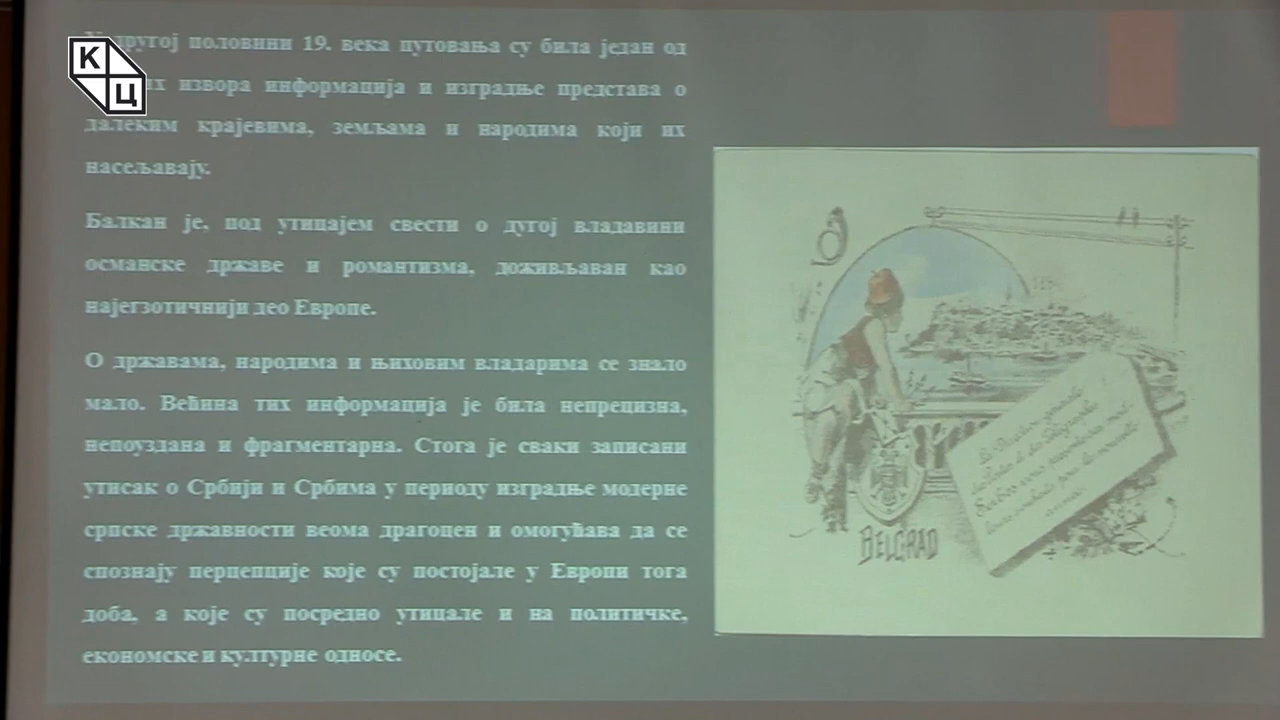 К
Ц
У другој половини 19. века путовања су била један од
извора информација и изградње представа о
далеким крајевима, земљама и народима који их
насељавају.
Балкан је, под утицајем свести о дугој владавини
османске државе и романтизма, доживљаван као
најегзотичнији део Европе.
О државама, народима и њиховим владарима се знало
мало. Већина тих информација је била непрецизна,
непоуздана и фрагментарна. Стога је сваки записани
утисак о Србији и Србима у периоду изградње модерне
српске државности веома драгоцен и омогућава да се
спознају перцепције које су постојале у Европи тога
доба, а које су посредно утицале и на политичке,
економске и културне односе.
BELGRAD